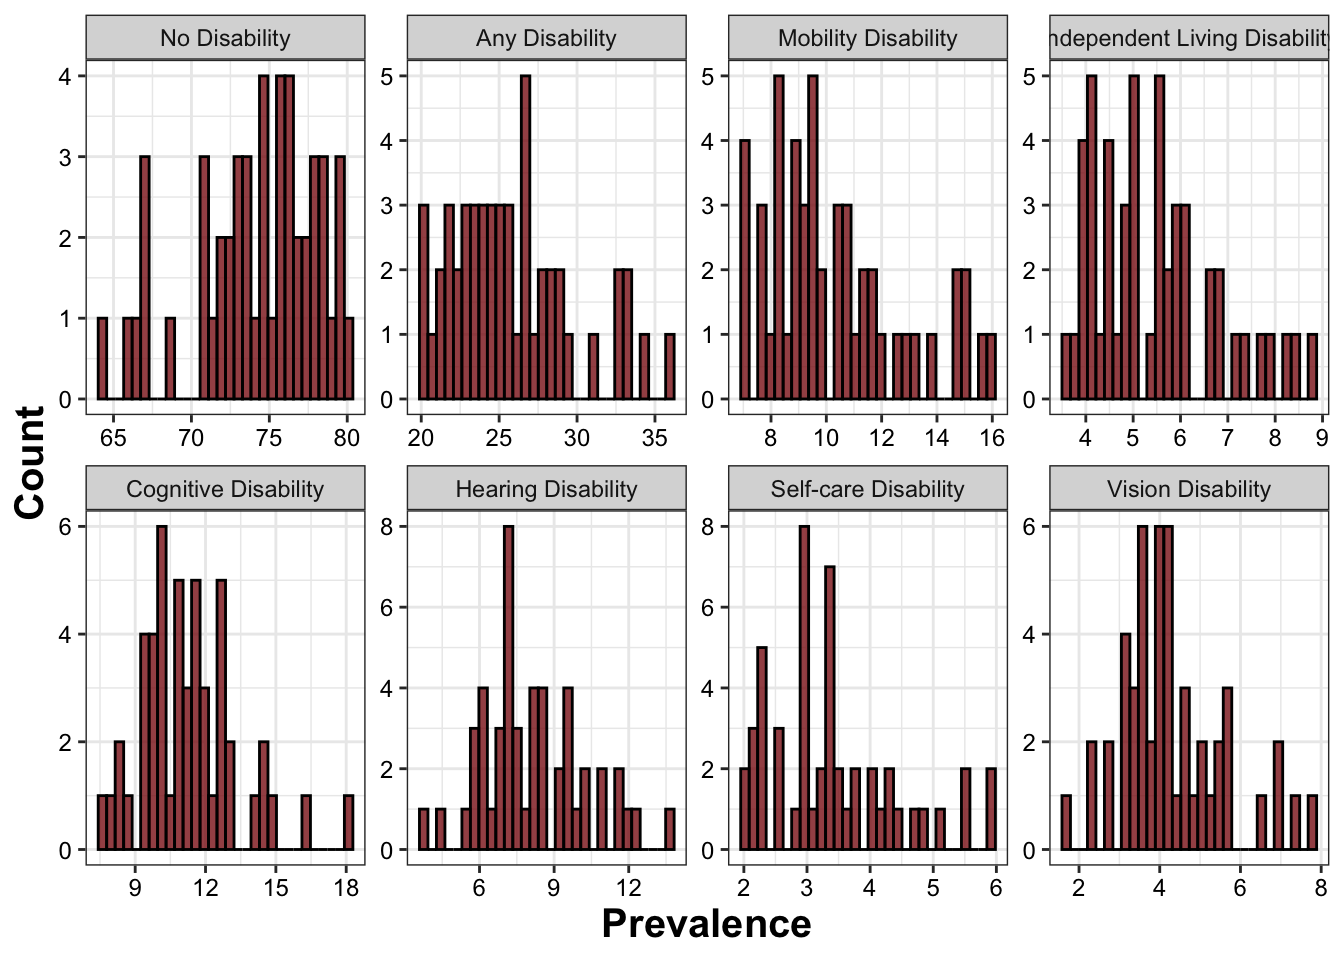 No Disability
Any Disability
Mobility Disability
ndependent Living Disability
4
3
2
1
0
65 70 75 80
5
4
3
2
1
0
20 25 30 35
5
4
3
2
1
0
8 10 12 14 16
5
4
3
2
1
0
4 5 6 7 8 9
Count
Cognitive Disability
Hearing Disability
Self-care Disability
Vision Disability
6
4
2
0
9 12 15 18
8
6
4
2
0
6 9 12
8
6
4
2
0
2 3 4 5 6
6
4
2
0
2 4 6 8
Prevalence